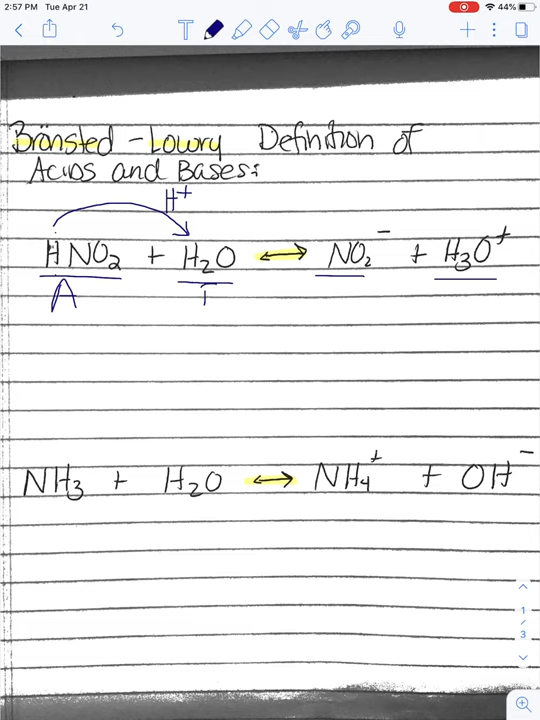 2:57 PM Tue Apr 21 44%
T
Brönsted - Lowry Definition of
Acids and Bases:
H⁺
HNO₂ + H₂O ⟷ NO₂⁻ + H₃O⁺
A
NH₃ + H₂O ⟷ NH₄⁺ + OH⁻
1
/
3